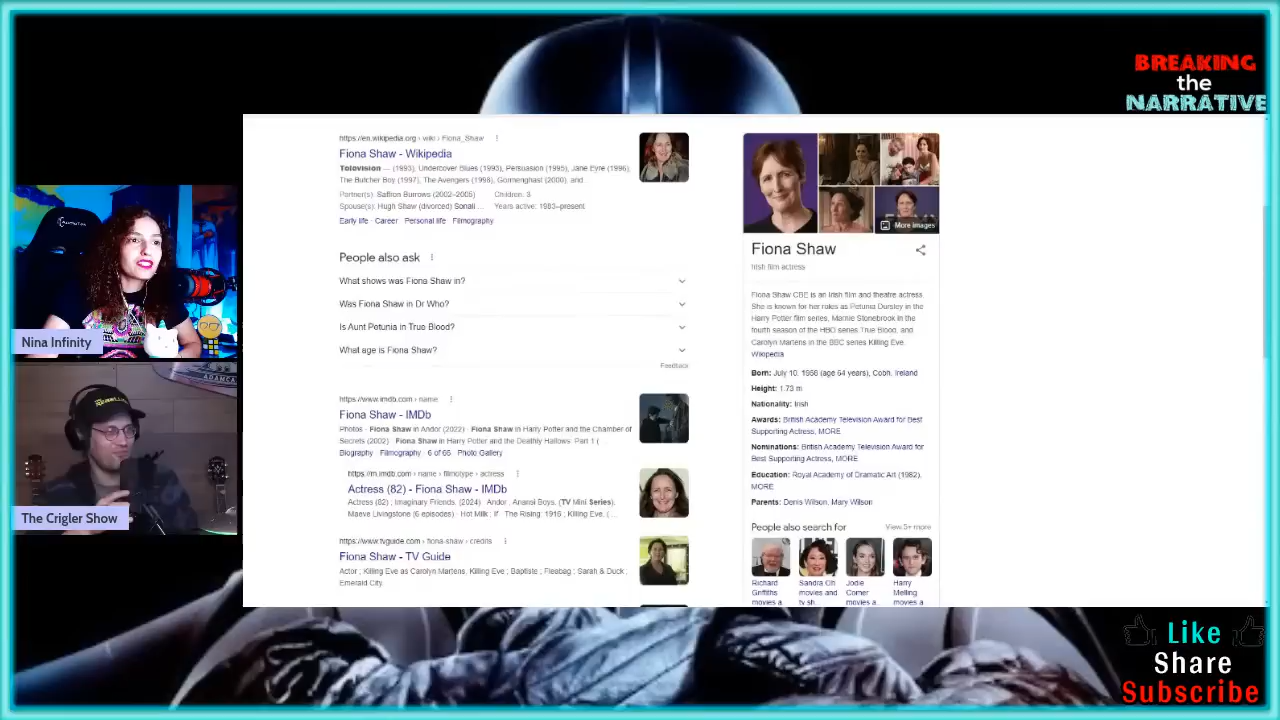 BREAKING
the
NARRATIVE
https://en.wikipedia.org › wiki › Fiona_Shaw
Fiona Shaw - Wikipedia
Television — (1993), Undercover Blues (1993), Persuasion (1995), Jane Eyre (1996),
The Butcher Boy (1997), The Avengers (1998), Gormenghast (2000), and
Partner(s): Saffron Burrows (2002–2005) Children: 3
Spouse(s): Hugh Shaw (divorced) Sonali ... Years active: 1983–present
Early life · Career · Personal life · Filmography
People also ask
What shows was Fiona Shaw in?
Was Fiona Shaw in Dr Who?
Is Aunt Petunia in True Blood?
What age is Fiona Shaw?
Feedback
https://www.imdb.com › name
Fiona Shaw - IMDb
Photos · Fiona Shaw in Andor (2022) · Fiona Shaw in Harry Potter and the Chamber of
Secrets (2002) · Fiona Shaw in Harry Potter and the Deathly Hallows: Part 1 (
Biography · Filmography · 6 of 65 · Photo Gallery
https://m.imdb.com › name › filmotype › actress
Actress (82) - Fiona Shaw - IMDb
Actress (82) ; Imaginary Friends. (2024) · Andor ; Anansi Boys. (TV Mini Series).
Maeve Livingstone (6 episodes) · Hot Milk ; If · The Rising: 1916 ; Killing Eve. ( ...
https://www.tvguide.com › fiona-shaw › credits
Fiona Shaw - TV Guide
Actor ; Killing Eve as Carolyn Martens. Killing Eve ; Baptiste ; Fleabag ; Sarah & Duck ;
Emerald City.
More images
Fiona Shaw
Irish film actress
Fiona Shaw CBE is an Irish film and theatre actress.
She is known for her roles as Petunia Dursley in the
Harry Potter film series, Marnie Stonebrook in the
fourth season of the HBO series True Blood, and
Carolyn Martens in the BBC series Killing Eve.
Wikipedia
Born: July 10, 1958 (age 64 years), Cobh, Ireland
Height: 1.73 m
Nationality: Irish
Awards: British Academy Television Award for Best
Supporting Actress, MORE
Nominations: British Academy Television Award for
Best Supporting Actress, MORE
Education: Royal Academy of Dramatic Art (1982),
MORE
Parents: Denis Wilson, Mary Wilson
People also search for
View 5+ more
Richard Griffiths movies a...
Sandra Oh movies and tv sh...
Jodie Comer movies a...
Harry Melling movies a...
Nina Infinity
The Crigler Show
Like
Share
Subscribe